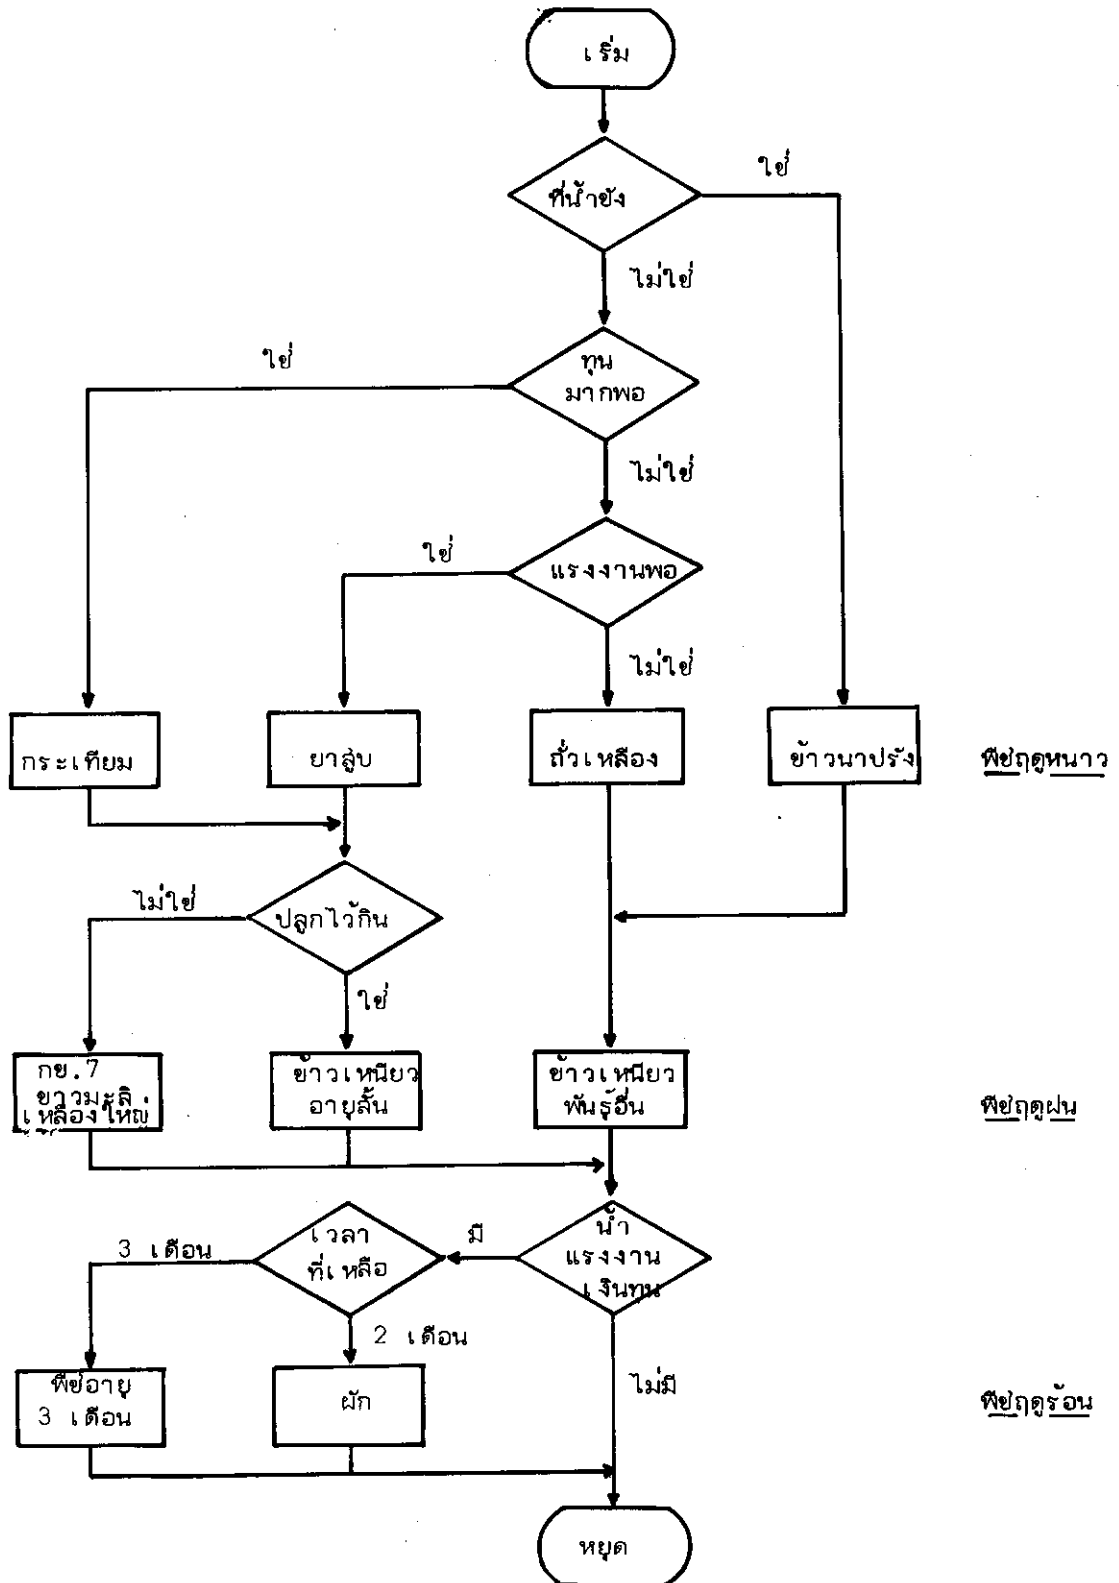 เริ่ม
ที่น้ำขัง
ใช่
ไม่ใช่
ทุน
มากพอ
ใช่
ไม่ใช่
แรงงานพอ
ใช่
ไม่ใช่
กระเทียม
ยาสูบ
ถั่วเหลือง
ข้าวนาปรัง
พืชฤดูหนาว
ปลูกไว้กิน
ไม่ใช่
ใช่
กข.7
ขาวมะลิ
เหลืองใหญ่
ข้าวเหนียว
อายุสั้น
ข้าวเหนียว
พันธุ์อื่น
พืชฤดูฝน
น้ำ
แรงงาน
เงินทุน
มี
เวลา
ที่เหลือ
3 เดือน
2 เดือน
ไม่มี
พืชอายุ
3 เดือน
ผัก
พืชฤดูร้อน
หยุด